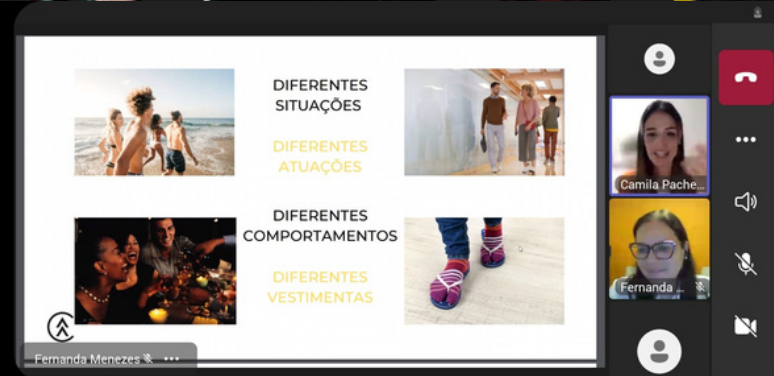 DIFERENTES
SITUAÇÕES
DIFERENTES
ATUAÇÕES
DIFERENTES
COMPORTAMENTOS
DIFERENTES
VESTIMENTAS
Fernanda Menezes
Camila Pache...
Fernanda ...